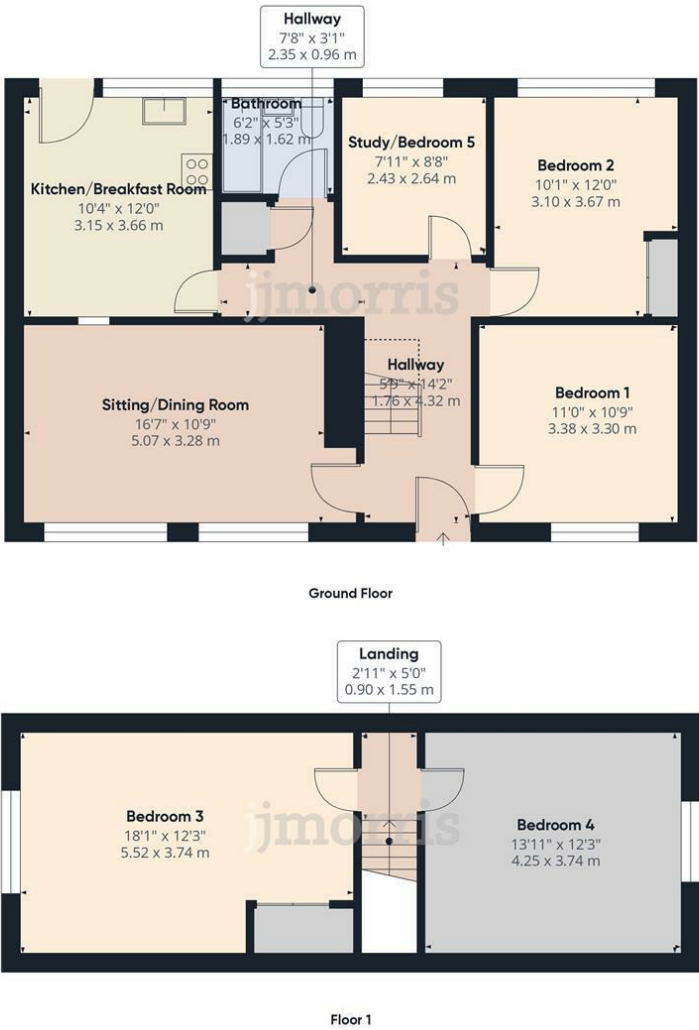 Hallway
7'8" x 3'1"
2.35 x 0.96 m
Bathroom
6'2" x 5'3"
1.89 x 1.62 m
Study/Bedroom 5
7'11" x 8'8"
2.43 x 2.64 m
Bedroom 2
10'1" x 12'0"
3.10 x 3.67 m
Kitchen/Breakfast Room
10'4" x 12'0"
3.15 x 3.66 m
jjmorris
Hallway
5'9" x 14'2"
1.76 x 4.32 m
Sitting/Dining Room
16'7" x 10'9"
5.07 x 3.28 m
Bedroom 1
11'0" x 10'9"
3.38 x 3.30 m
Ground Floor
Landing
2'11" x 5'0"
0.90 x 1.55 m
Bedroom 3
18'1" x 12'3"
5.52 x 3.74 m
jjmorris
Bedroom 4
13'11" x 12'3"
4.25 x 3.74 m
Floor 1